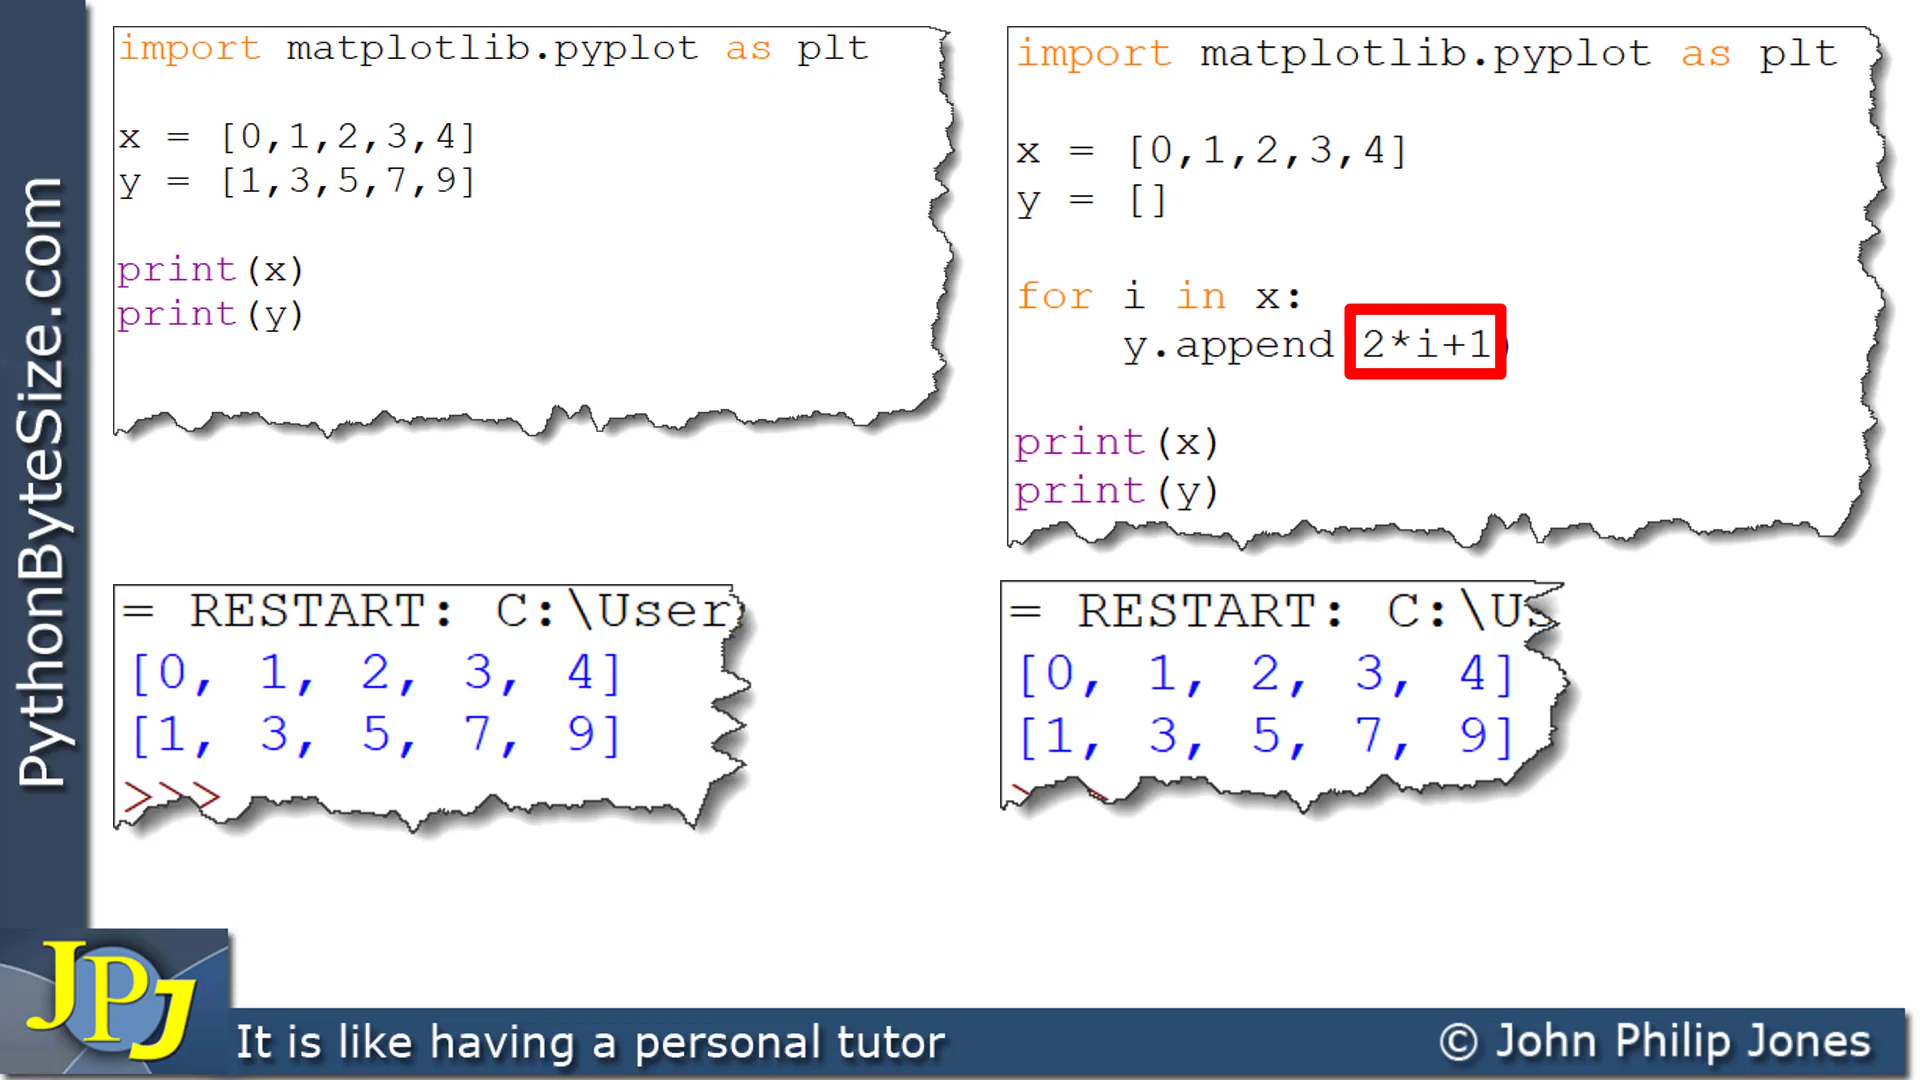 PythonByteSize.com
import matplotlib.pyplot as plt
x = [0,1,2,3,4]
y = [1,3,5,7,9]
print(x)
print(y)
import matplotlib.pyplot as plt
x = [0,1,2,3,4]
y = []
for i in x:
y.append 2*i+1)
print(x)
print(y)
= RESTART: C:\User
[0, 1, 2, 3, 4]
[1, 3, 5, 7, 9]
>>>
= RESTART: C:\Us
[0, 1, 2, 3, 4]
[1, 3, 5, 7, 9]
JPJ
It is like having a personal tutor
© John Philip Jones